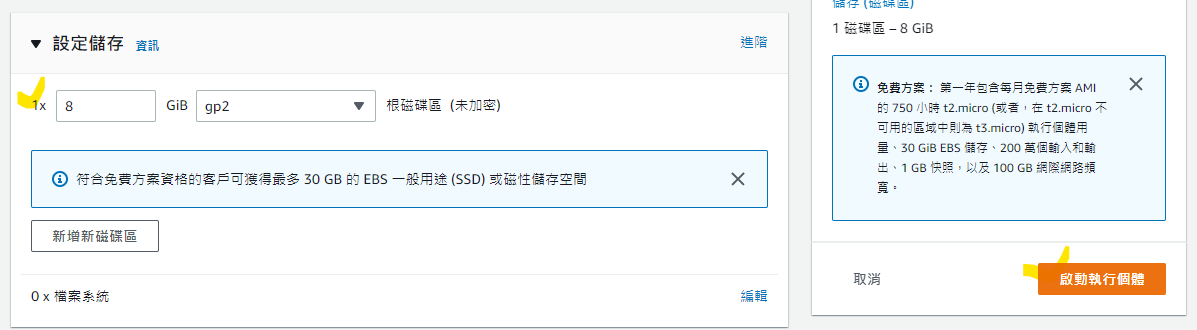 設定儲存 資訊 進階
1x 8 GiB gp2 根磁碟區 (未加密)
符合免費方案資格的客戶可獲得最多 30 GB 的 EBS 一般用途 (SSD) 或磁性儲存空間
新增新磁碟區
0 x 檔案系統 編輯
儲存 (磁碟區)
1 磁碟區 – 8 GiB
免費方案： 第一年包含每月免費方案 AMI
的 750 小時 t2.micro (或者，在 t2.micro 不
可用的區域中則為 t3.micro) 執行個體用
量、30 GiB EBS 儲存、200 萬個輸入和輸
出、1 GB 快照，以及 100 GB 網際網路頻
寬。
取消 啟動執行個體